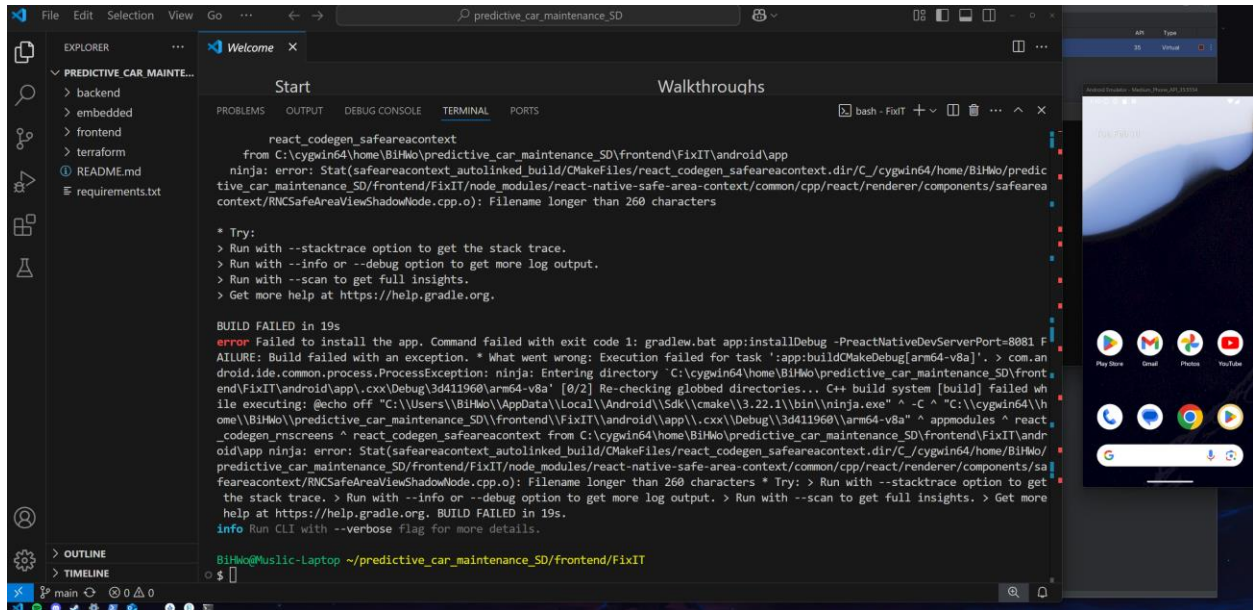 File Edit Selection View Go ... predictive_car_maintenance_SD
EXPLORER
PREDICTIVE_CAR_MAINTE...
backend
embedded
frontend
terraform
README.md
requirements.txt
OUTLINE
TIMELINE
Welcome
Start Walkthroughs
PROBLEMS OUTPUT DEBUG CONSOLE TERMINAL PORTS bash - FixIT
react_codegen_safeareacontext
from C:\cygwin64\home\BiHWo\predictive_car_maintenance_SD\frontend\FixIT\android\app
ninja: error: Stat(safeareacontext_autolinked_build/CMakeFiles/react_codegen_safeareacontext.dir/C_/cygwin64/home/BiHWo/predic
tive_car_maintenance_SD/frontend/FixIT/node_modules/react-native-safe-area-context/common/cpp/react/renderer/components/safearea
context/RNCSafeAreaViewShadowNode.cpp.o): Filename longer than 260 characters
* Try:
> Run with --stacktrace option to get the stack trace.
> Run with --info or --debug option to get more log output.
> Run with --scan to get full insights.
> Get more help at https://help.gradle.org.
BUILD FAILED in 19s
error Failed to install the app. Command failed with exit code 1: gradlew.bat app:installDebug -PreactNativeDevServerPort=8081 F
AILURE: Build failed with an exception. * What went wrong: Execution failed for task ':app:buildCMakeDebug[arm64-v8a]'. > com.an
droid.ide.common.process.ProcessException: ninja: Entering directory `C:\cygwin64\home\BiHWo\predictive_car_maintenance_SD\front
end\FixIT\android\app\.cxx\Debug\3d411960\arm64-v8a' [0/2] Re-checking globbed directories... C++ build system [build] failed wh
ile executing: @echo off "C:\\Users\\BiHWo\\AppData\\Local\\Android\\Sdk\\cmake\\3.22.1\\bin\\ninja.exe" ^ -C ^ "C:\\cygwin64\\h
ome\\BiHWo\\predictive_car_maintenance_SD\\frontend\\FixIT\\android\\app\\.cxx\\Debug\\3d411960\\arm64-v8a" ^ appmodules ^ react
_codegen_rnscreens ^ react_codegen_safeareacontext from C:\cygwin64\home\BiHWo\predictive_car_maintenance_SD\frontend\FixIT\andr
oid\app ninja: error: Stat(safeareacontext_autolinked_build/CMakeFiles/react_codegen_safeareacontext.dir/C_/cygwin64/home/BiHWo/
predictive_car_maintenance_SD/frontend/FixIT/node_modules/react-native-safe-area-context/common/cpp/react/renderer/components/sa
feareacontext/RNCSafeAreaViewShadowNode.cpp.o): Filename longer than 260 characters * Try: > Run with --stacktrace option to get
the stack trace. > Run with --info or --debug option to get more log output. > Run with --scan to get full insights. > Get more
help at https://help.gradle.org. BUILD FAILED in 19s.
info Run CLI with --verbose flag for more details.
BiHWo@Muslic-Laptop ~/predictive_car_maintenance_SD/frontend/FixIT
$
main 0 0
API Type
35 Virtual
Play Store Gmail Photos YouTube